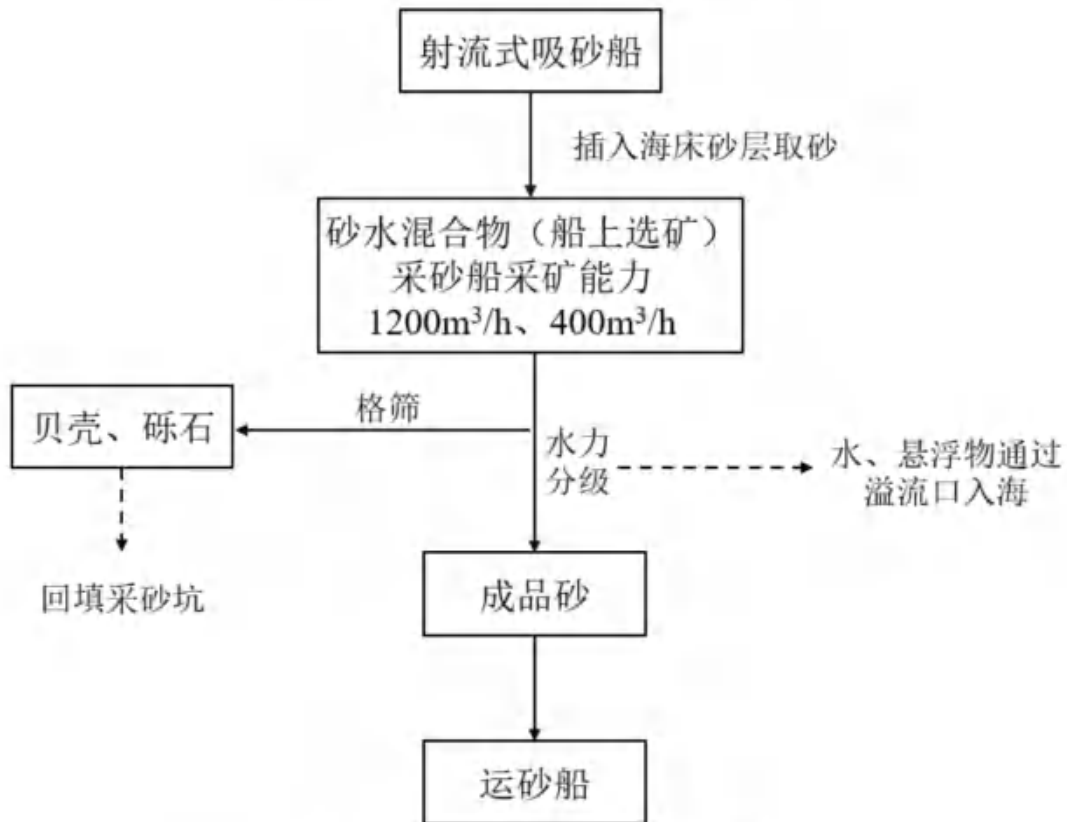 射流式吸砂船
插入海床砂层取砂
砂水混合物（船上选矿）
采砂船采矿能力
1200m³/h、400m³/h
贝壳、砾石
格筛
水力
分级
水、悬浮物通过
溢流口入海
回填采砂坑
成品砂
运砂船